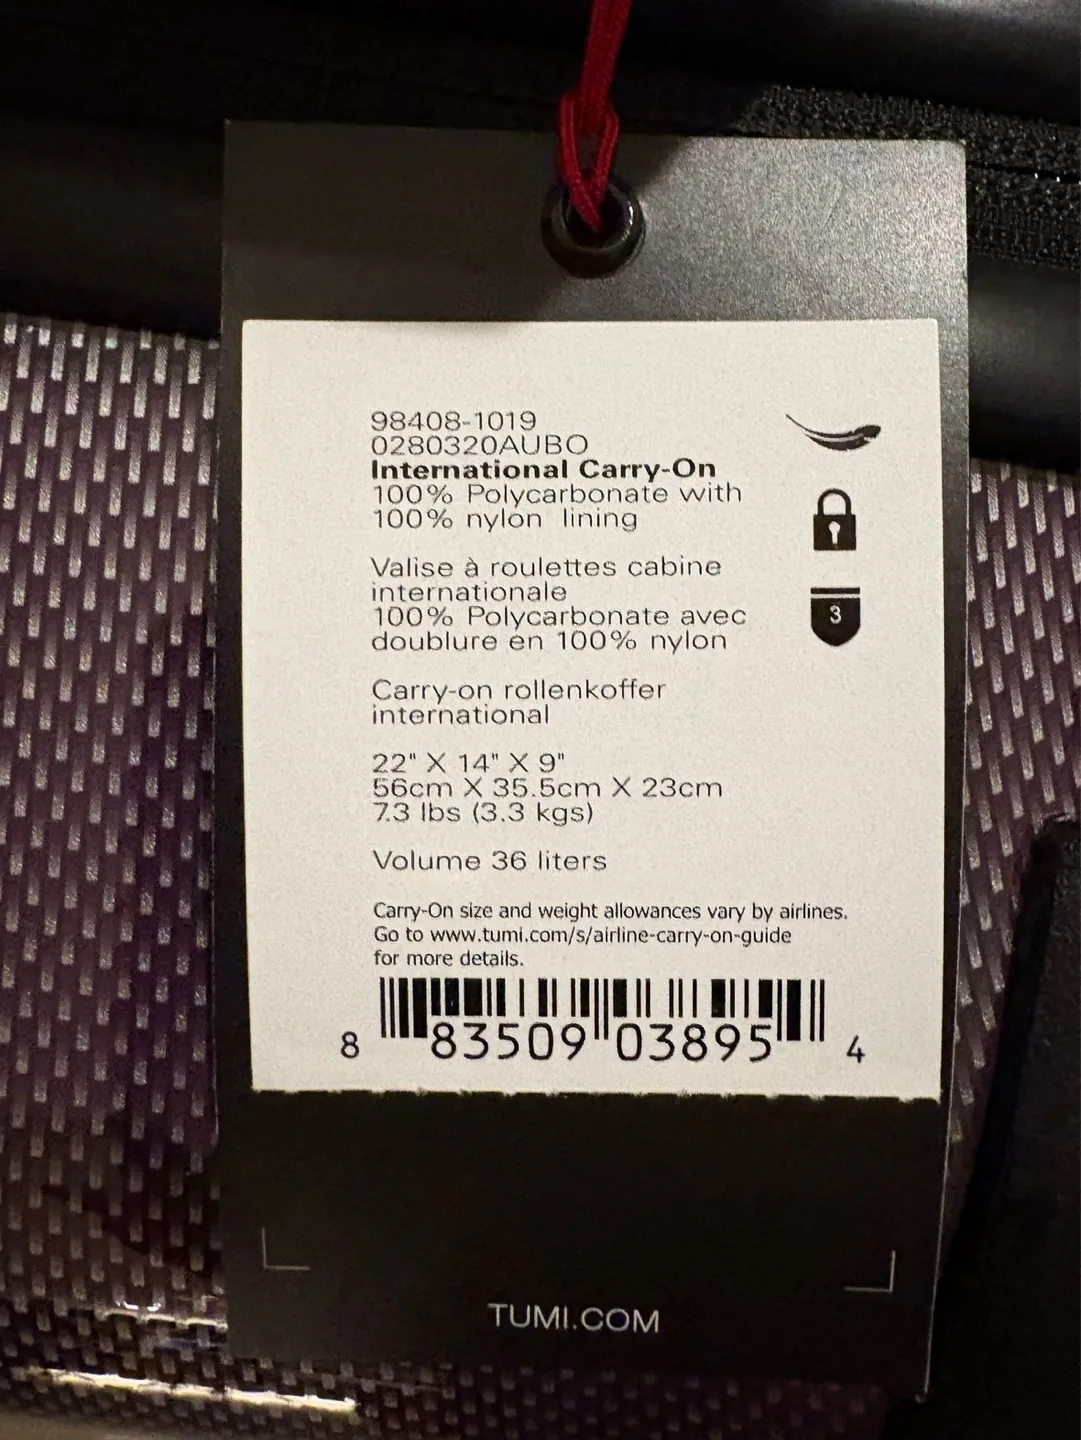 98408-1019
0280320AUBO
International Carry-On
100% Polycarbonate with
100% nylon lining
Valise à roulettes cabine
internationale
100% Polycarbonate avec
doublure en 100% nylon
Carry-on rollenkoffer
international
22" X 14" X 9"
56cm X 35.5cm X 23cm
7.3 lbs (3.3 kgs)
Volume 36 liters
Carry-On size and weight allowances vary by airlines.
Go to www.tumi.com/s/airline-carry-on-guide
for more details.
8 83509 03895 4
3
TUMI.COM